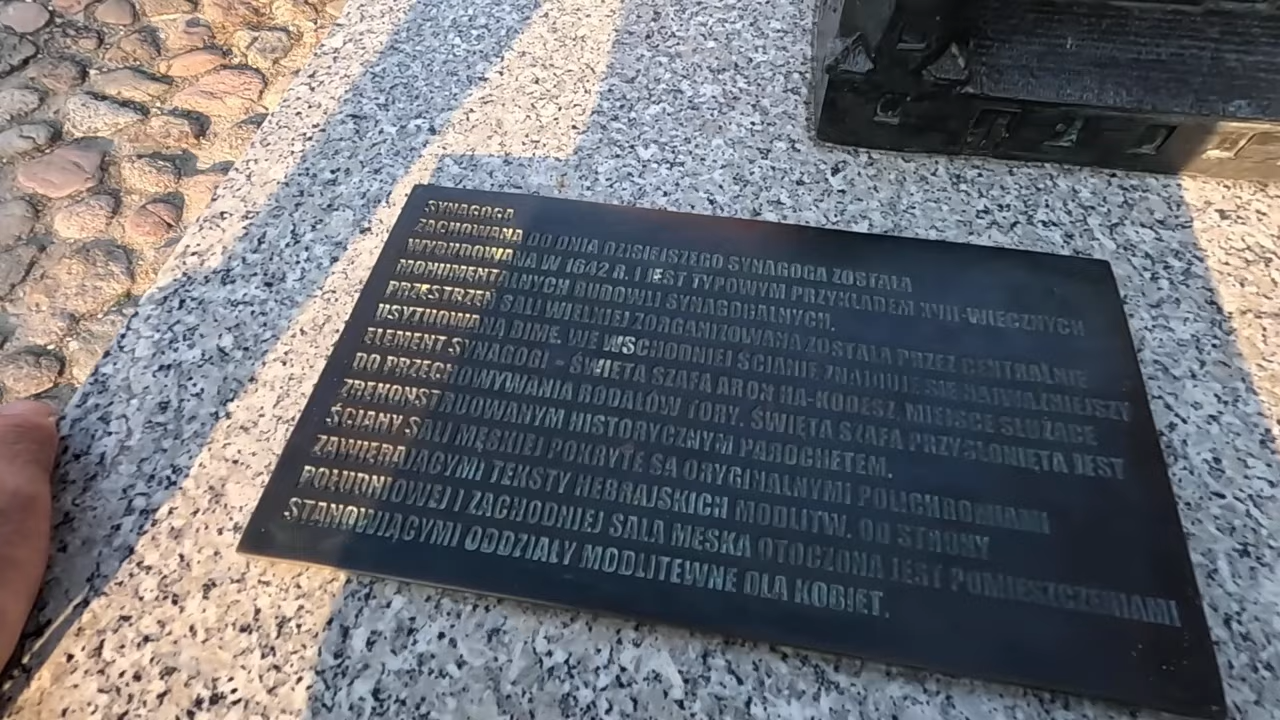 SYNAGOGA
ZACHOWANA DO DNIA DZISIEJSZEGO SYNAGOGA ZOSTAŁA
WYBUDOWANA W 1642 R. I JEST TYPOWYM PRZYKŁADEM XVII-WIECZNYCH
MONUMENTALNYCH BUDOWLI SYNAGOGALNYCH.
PRZESTRZEŃ SALI WIELKIEJ ZORGANIZOWANA ZOSTAŁA PRZEZ CENTRALNIE
USYTUOWANĄ BIMĘ. WE WSCHODNIEJ ŚCIANIE ZNAJDUJE SIĘ NAJWAŻNIEJSZY
ELEMENT SYNAGOGI - ŚWIĘTA SZAFA ARON HA-KODESZ, MIEJSCE SŁUŻĄCE
DO PRZECHOWYWANIA RODAŁÓW TORY. ŚWIĘTA SZAFA PRZYSŁONIĘTA JEST
ZREKONSTRUOWANYM HISTORYCZNYM PAROCHETEM.
ŚCIANY SALI MĘSKIEJ POKRYTE SĄ ORYGINALNYMI POLICHROMIAMI
ZAWIERAJĄCYMI TEKSTY HEBRAJSKICH MODLITW. OD STRONY
POŁUDNIOWEJ I ZACHODNIEJ SALA MĘSKA OTOCZONA JEST POMIESZCZENIAMI
STANOWIĄCYMI ODDZIAŁY MODLITEWNE DLA KOBIET.